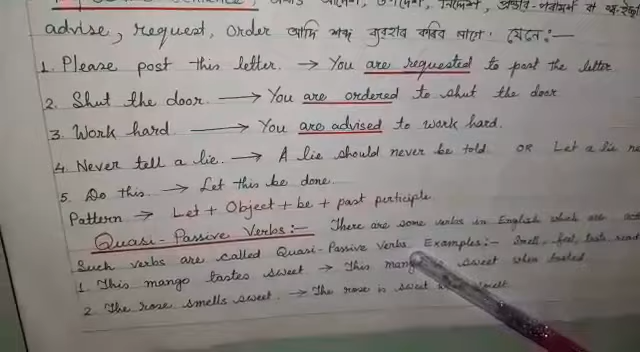 advise, request, order আদি শব্দ ব্যৱহাৰ কৰিব লাগে. যেনে:—
1. Please post this letter. → You are requested to post the letter
2. Shut the door. → You are ordered to shut the door
3. Work hard. → You are advised to work hard.
4. Never tell a lie. → A lie should never be told. OR Let a lie ne
5. Do this. → Let this be done.
Pattern → Let + Object + be + past participle.
Quasi-Passive Verbs:— There are some verbs in English which are
Such verbs are called Quasi-Passive Verbs. Examples:— Smell, feel, taste, read
1. This mango tastes sweet → This mango sweet when tasted
2. The rose smells sweet. → The rose is sweet when smelt